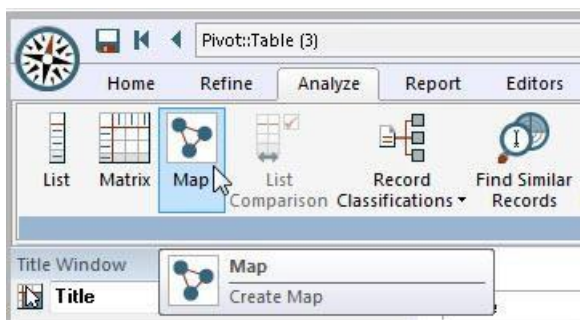 Pivot::Table (3)
Home Refine Analyze Report Editors
List Matrix Map List Comparison Record Classifications Find Similar Records
Title Window
Map
Title
Create Map